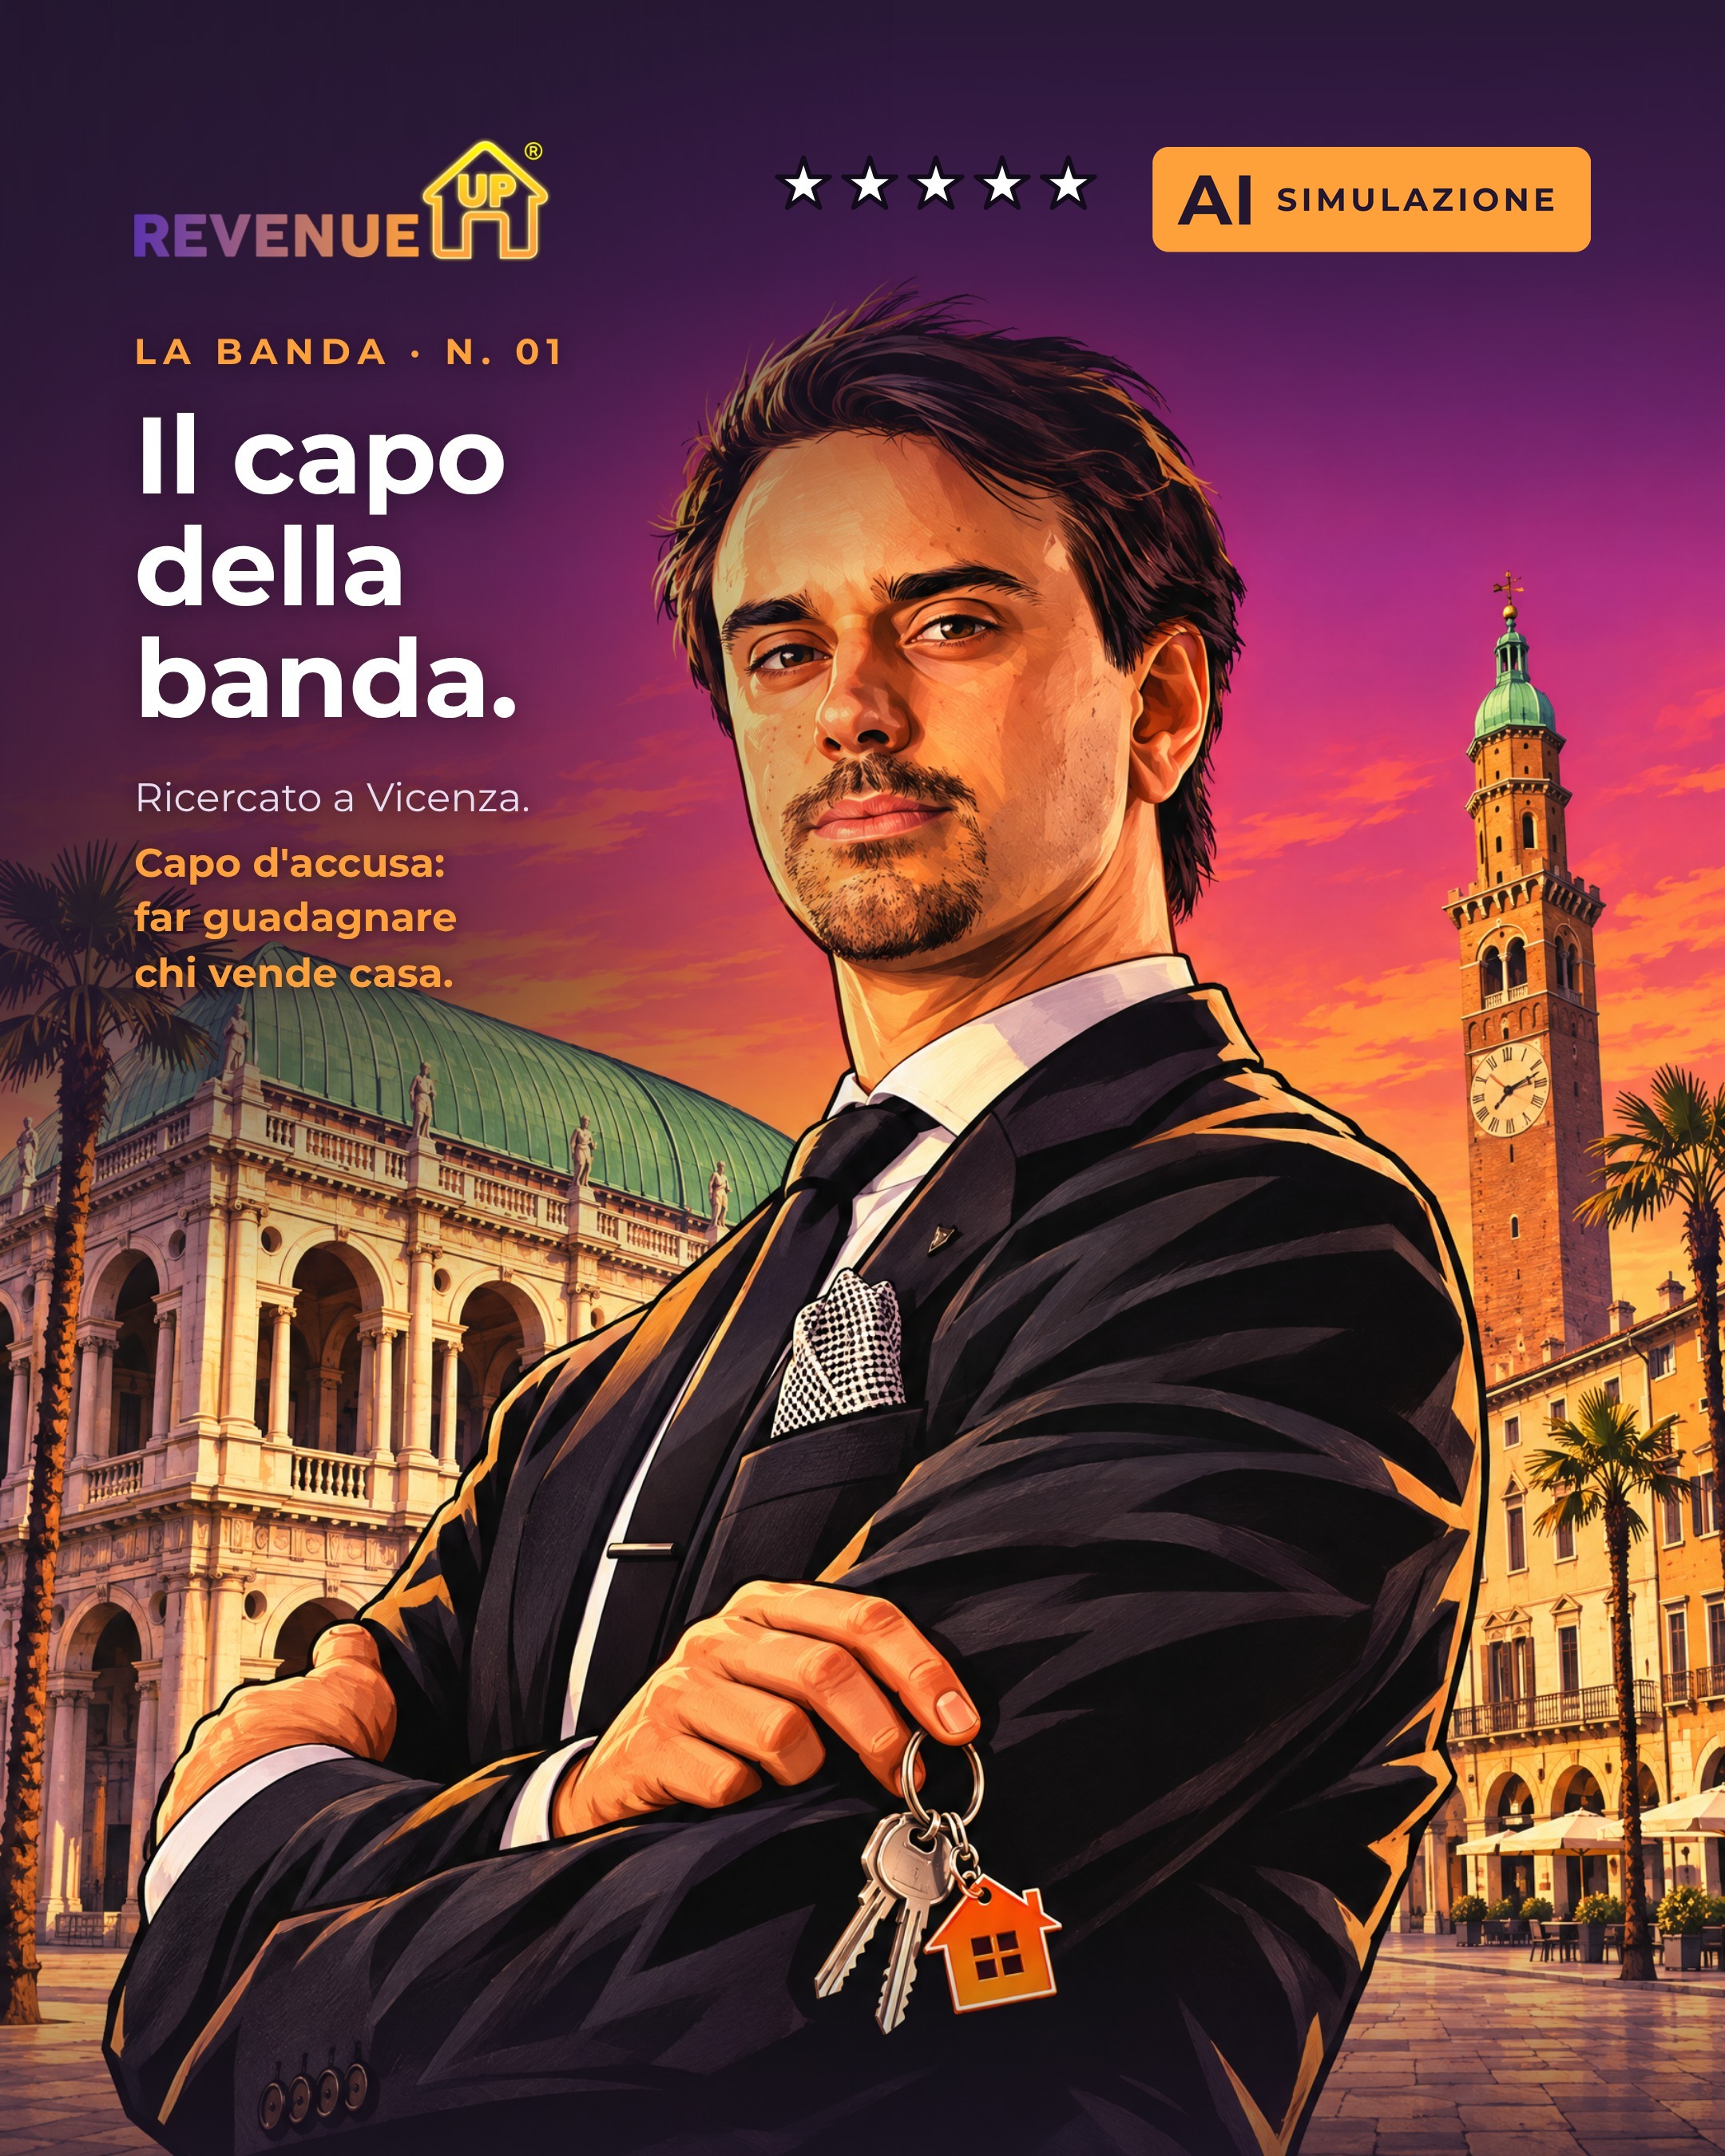 REVENUE UP ®
AI SIMULAZIONE
LA BANDA · N. 01
Il capo
della
banda.
Ricercato a Vicenza.
Capo d'accusa:
far guadagnare
chi vende casa.